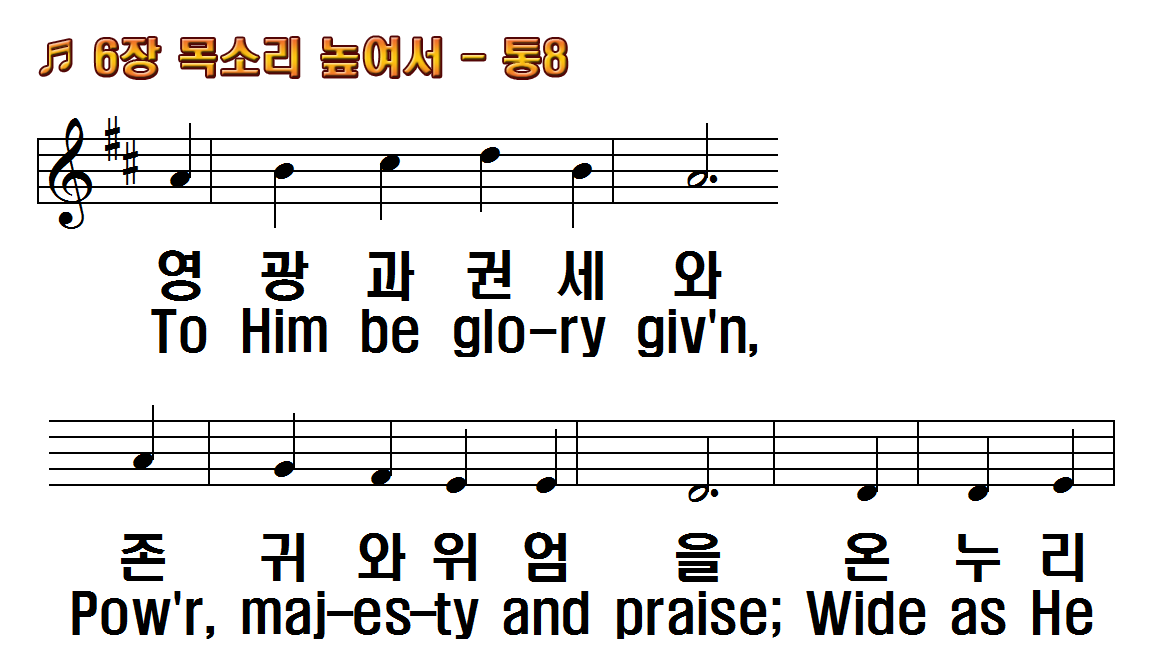 ♬ 6장 목소리 높여서 - 통8
영 광 과 권 세 와
To Him be glo-ry giv'n,
존 귀 와 위 엄 을 온 누 리
Pow'r, maj-es-ty and praise; Wide as He